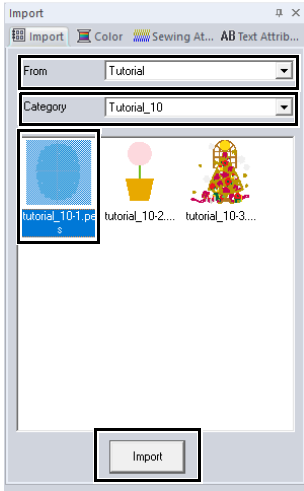 Import
Import Color Sewing At... AB Text Attrib...
From Tutorial
Category Tutorial_10
tutorial_10-1.pe
s
tutorial_10-2.... tutorial_10-3....
Import